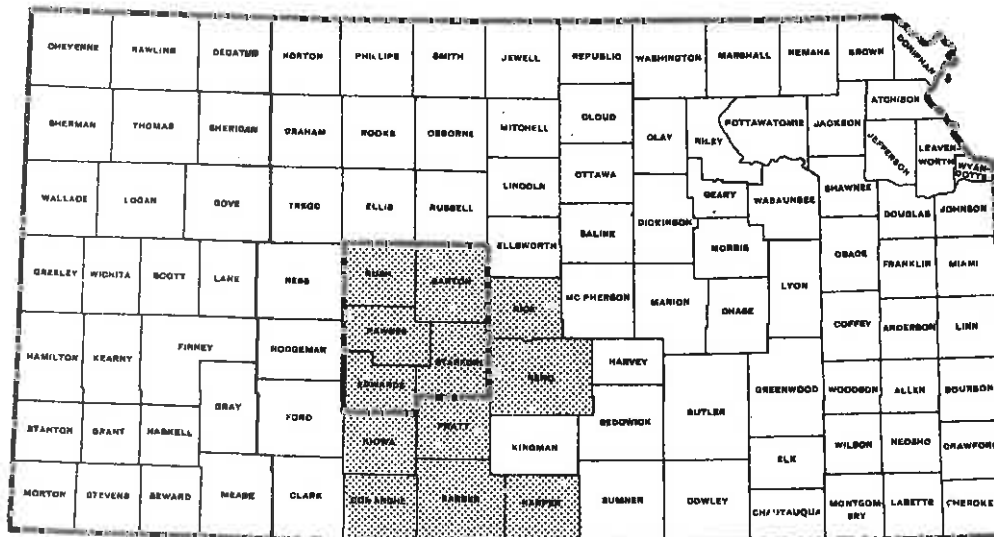 CHEYENNE RAWLINS DECATUR NORTON PHILLIPS SMITH JEWELL REPUBLIC WASHINGTON MARSHALL NEMAHA BROWN DONIPHAN
ATCHISON
SHERMAN THOMAS SHERIDAN GRAHAM ROOKS OSBORNE MITCHELL CLOUD CLAY RILEY POTTAWATOMIE JACKSON JEFFERSON LEAVEN-
WORTH
WYAN-
DOTTE
WALLACE LOGAN GOVE TREGO ELLIS RUSSELL LINCOLN OTTAWA DICKINSON GEARY WABAUNSEE SHAWNEE DOUGLAS JOHNSON
ELLSWORTH SALINE MORRIS OSAGE FRANKLIN MIAMI
GREELEY WICHITA SCOTT LANE NESS RUSH BARTON RICE MC PHERSON MARION CHASE LYON
COFFEY ANDERSON LINN
HAMILTON KEARNY FINNEY HODGEMAN PAWNEE STAFFORD RENO HARVEY
EDWARDS
GRAY FORD SEDGWICK BUTLER GREENWOOD WOODSON ALLEN BOURBON
STANTON GRANT HASKELL KIOWA PRATT KINGMAN ELK WILSON NEOSHO CRAWFORD
MORTON STEVENS SEWARD MEADE CLARK COMANCHE BARBER HARPER SUMNER COWLEY CHAUTAUQUA MONTGOM-
ERY
LABETTE CHEROKEE